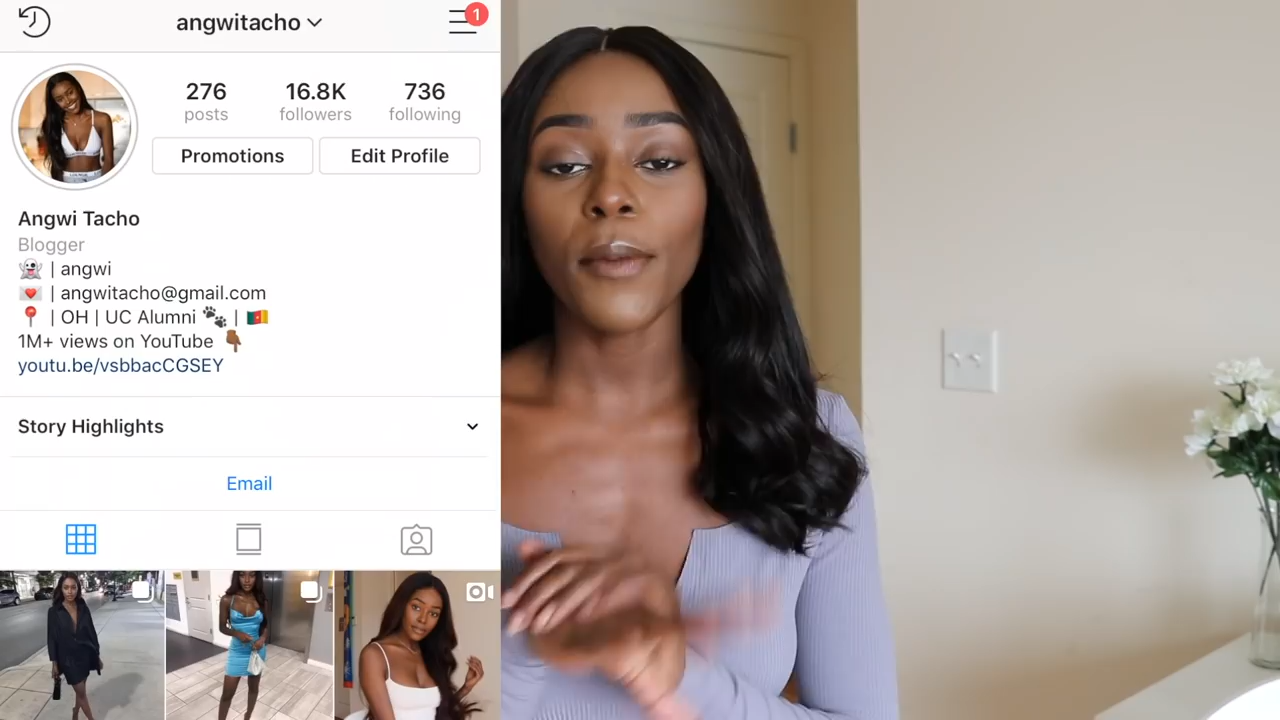 angwitacho
1
276 16.8K 736
posts followers following
Promotions Edit Profile
Angwi Tacho
Blogger
👻 | angwi
💌 | angwitacho@gmail.com
📍 | OH | UC Alumni 🐾 | 🇨🇲
1M+ views on YouTube 👇🏾
youtu.be/vsbbacCGSEY
Story Highlights
Email